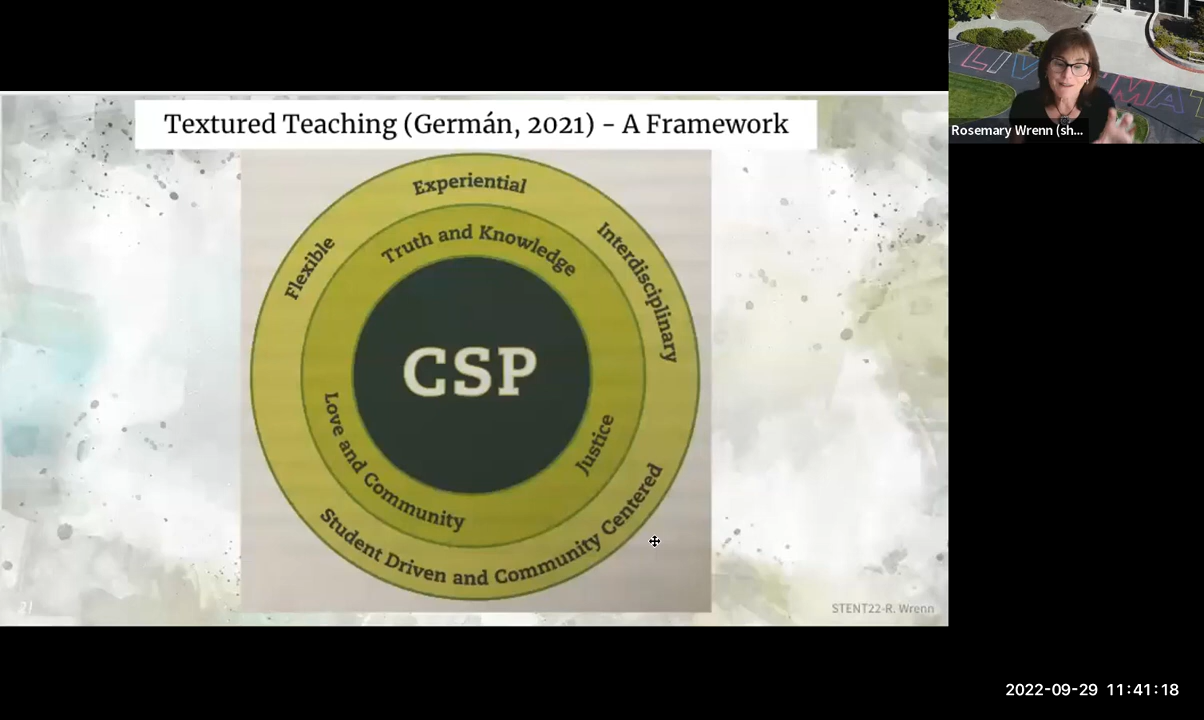 Textured Teaching (Germán, 2021) - A Framework
Experiential
Flexible
Interdisciplinary
Truth and Knowledge
CSP
Love and Community
Justice
Student Driven and Community Centered
21
STENT22-R. Wrenn
Rosemary Wrenn (sh...
2022-09-29 11:41:18